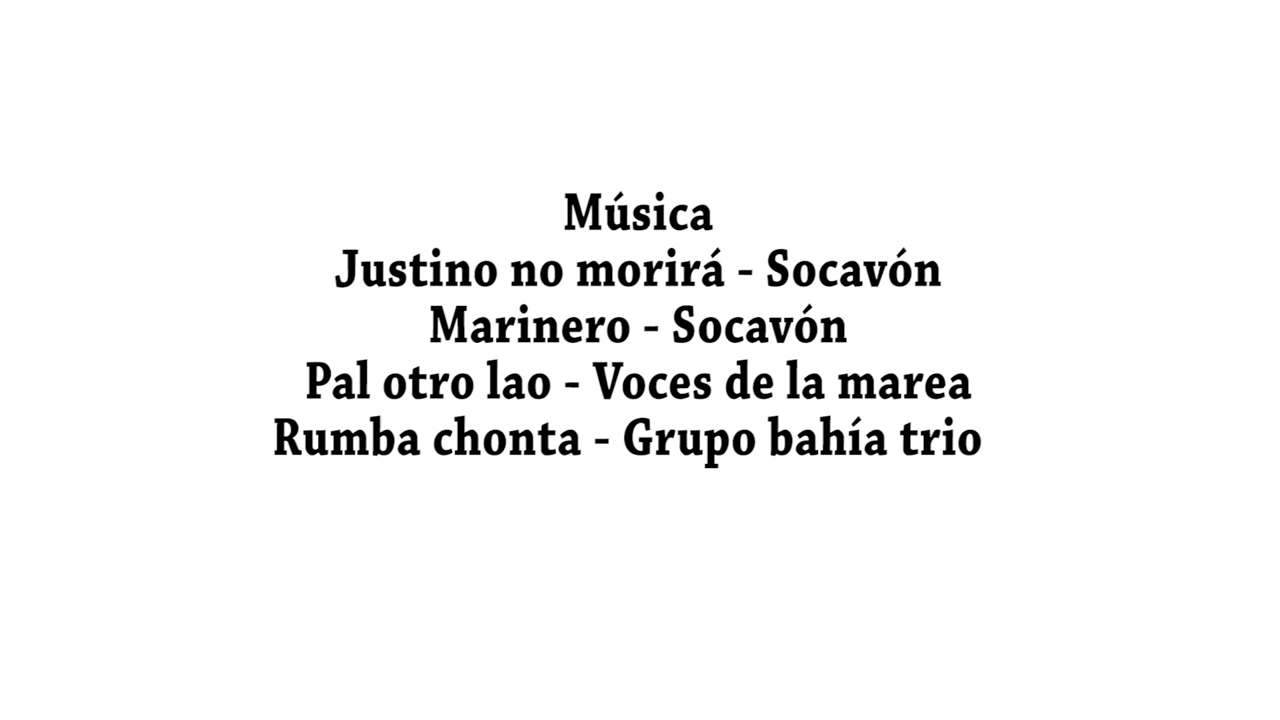 Música
Justino no morirá - Socavón
Marinero - Socavón
Pal otro lao - Voces de la marea
Rumba chonta - Grupo bahía trio